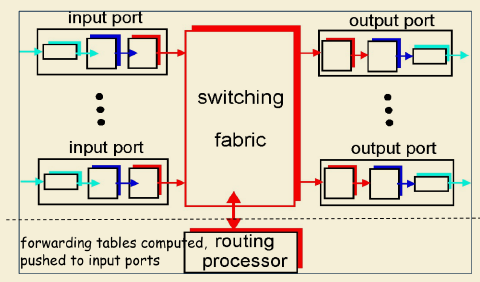 input port
output port
switching
fabric
input port
output port
forwarding tables computed,
pushed to input ports
routing
processor